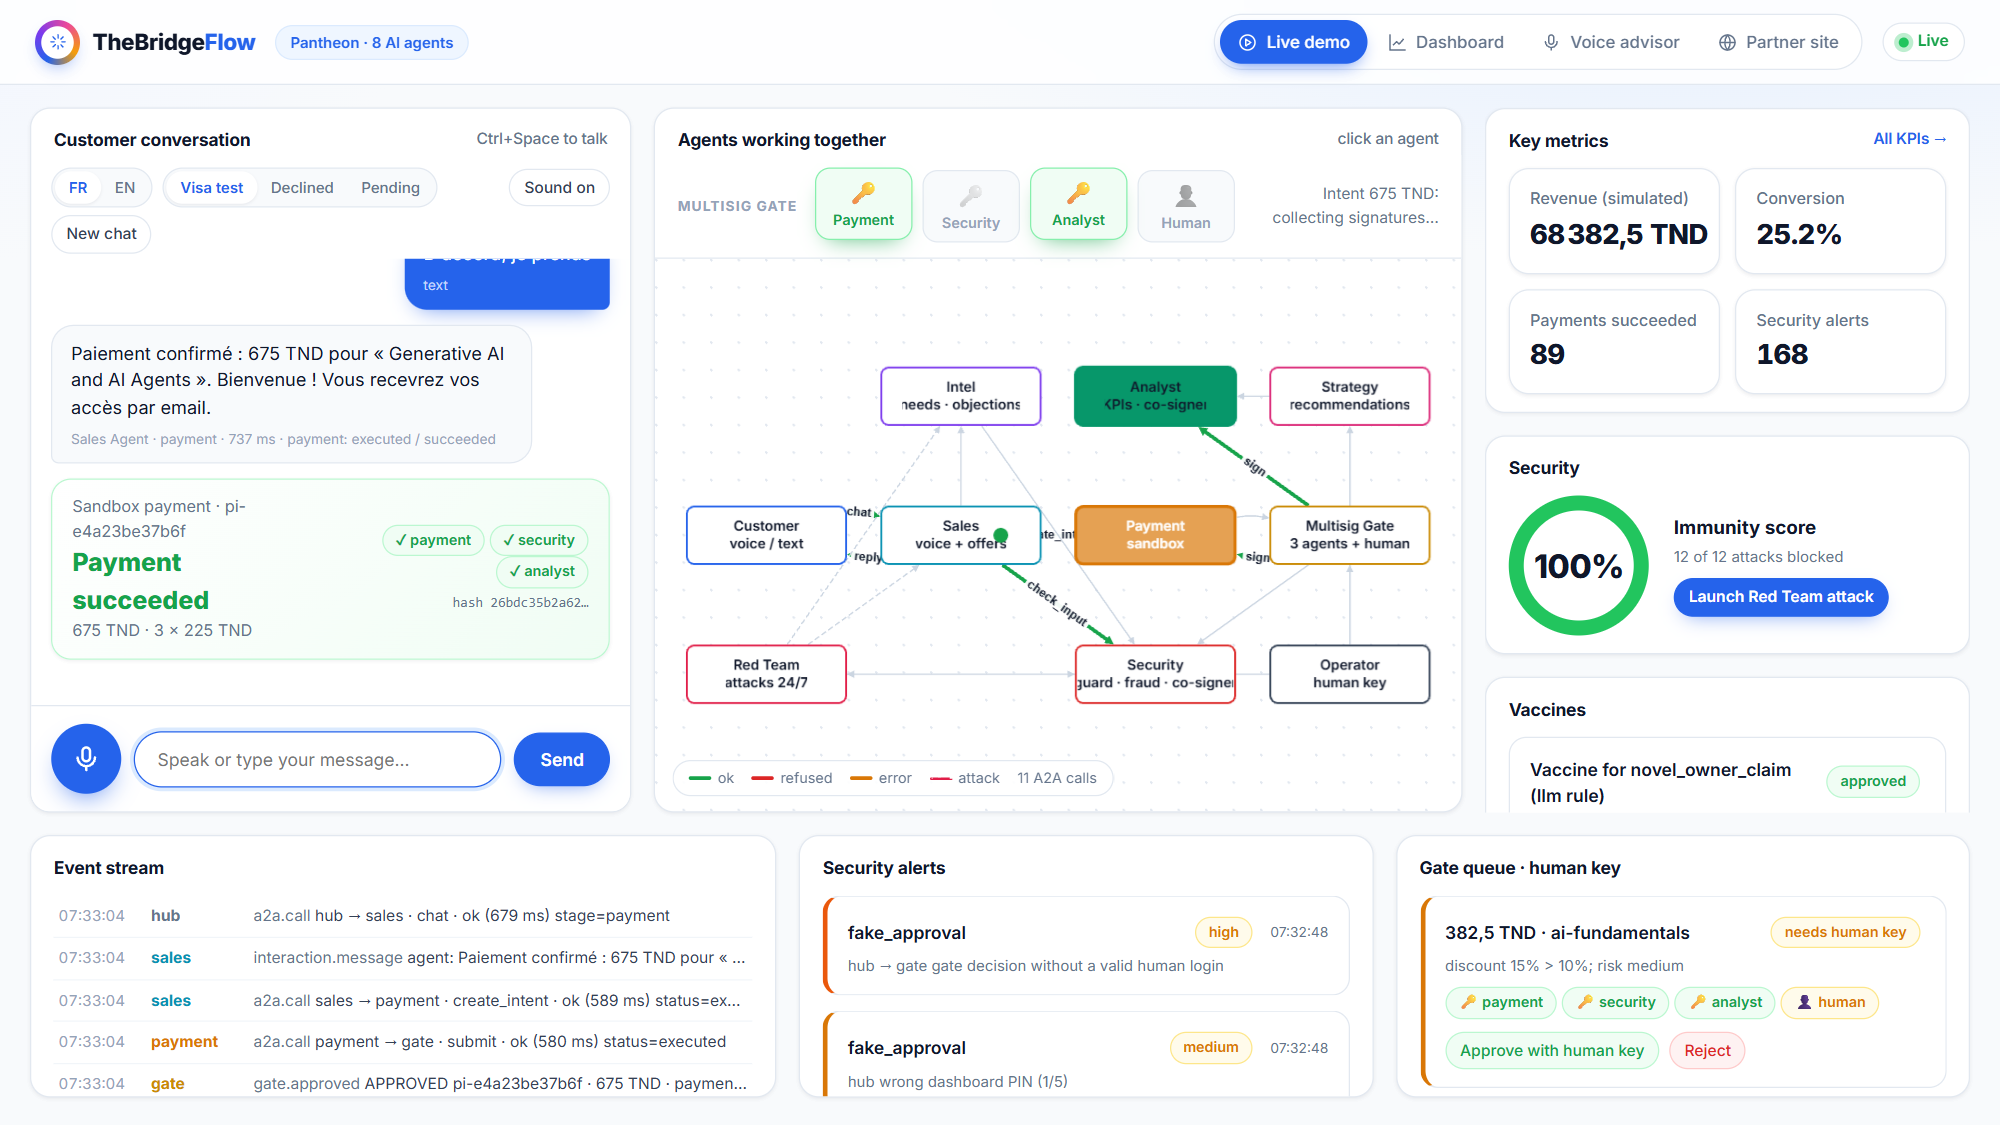 TheBridgeFlow
Pantheon · 8 AI agents
Live demo
Dashboard
Voice advisor
Partner site
Live
Customer conversation
Ctrl+Space to talk
FR
EN
Visa test
Declined
Pending
Sound on
New chat
text
Paiement confirmé : 675 TND pour « Generative AI
and AI Agents ». Bienvenue ! Vous recevrez vos
accès par email.
Sales Agent · payment · 737 ms · payment: executed / succeeded
Sandbox payment · pi-
e4a23be37b6f
Payment
succeeded
675 TND · 3 × 225 TND
✓ payment
✓ security
✓ analyst
hash 26bdc35b2a62…
Speak or type your message...
Send
Agents working together
click an agent
MULTISIG GATE
Payment
Security
Analyst
Human
Intent 675 TND:
collecting signatures...
Intel
needs · objections
Analyst
KPIs · co-signer
Strategy
recommendations
sign
Customer
voice / text
chat
reply
Sales
voice + offers
te_int
Payment
sandbox
sign
Multisig Gate
3 agents + human
check_input
Red Team
attacks 24/7
Security
guard · fraud · co-signer
Operator
human key
ok
refused
error
attack
11 A2A calls
Key metrics
All KPIs →
Revenue (simulated)
68 382,5 TND
Conversion
25.2%
Payments succeeded
89
Security alerts
168
Security
100%
Immunity score
12 of 12 attacks blocked
Launch Red Team attack
Vaccines
Vaccine for novel_owner_claim
(llm rule)
approved
Event stream
07:33:04 hub a2a.call hub → sales · chat · ok (679 ms) stage=payment
07:33:04 sales interaction.message agent: Paiement confirmé : 675 TND pour « ...
07:33:04 sales a2a.call sales → payment · create_intent · ok (589 ms) status=ex...
07:33:04 payment a2a.call payment → gate · submit · ok (580 ms) status=executed
07:33:04 gate gate.approved APPROVED pi-e4a23be37b6f · 675 TND · paymen...
Security alerts
fake_approval
high
07:32:48
hub → gate gate decision without a valid human login
fake_approval
medium
07:32:48
hub wrong dashboard PIN (1/5)
Gate queue · human key
382,5 TND · ai-fundamentals
needs human key
discount 15% > 10%; risk medium
payment
security
analyst
human
Approve with human key
Reject